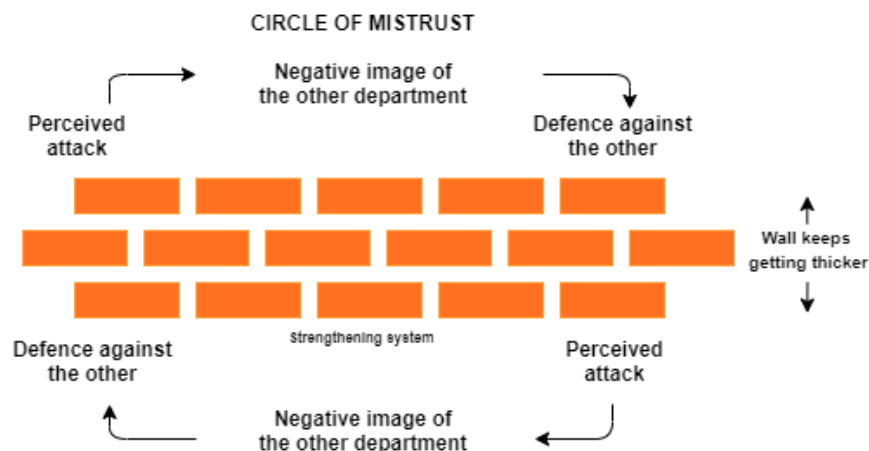 CIRCLE OF MISTRUST
Negative image of
the other department
Perceived
attack
Defence against
the other
Wall keeps
getting thicker
Strengthening system
Defence against
the other
Perceived
attack
Negative image of
the other department